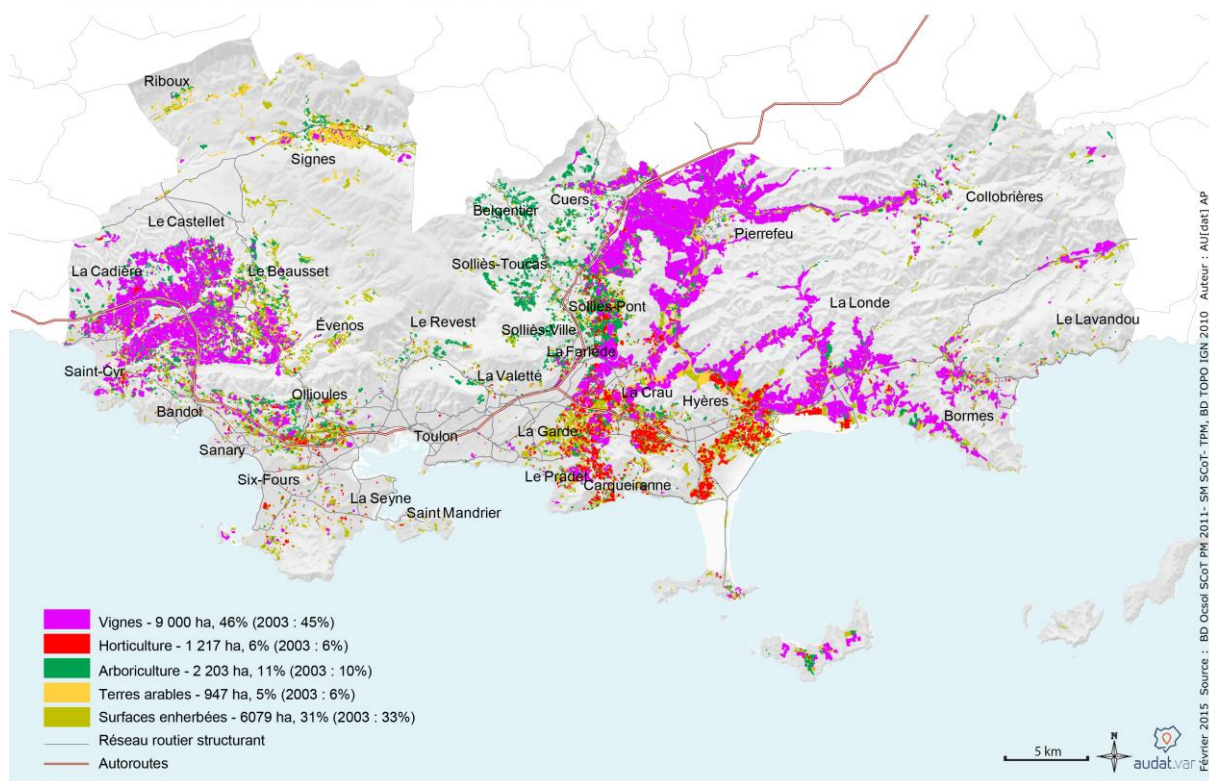 Riboux
Signes
Le Castellet
La Cadière
Le Beausset
Évenos
Saint-Cyr
Bandol
Ollioules
Sanary
Six-Fours
La Seyne
Saint Mandrier
Toulon
Le Revest
La Valette
Belgentier
Cuers
Solliès-Toucas
Solliès-Pont
Solliès-Ville
La Farlède
La Crau
La Garde
Le Pradet
Carqueiranne
Hyères
Pierrefeu
Collobrières
La Londe
Le Lavandou
Bormes
Vignes - 9 000 ha, 46% (2003 : 45%)
Horticulture - 1 217 ha, 6% (2003 : 6%)
Arboriculture - 2 203 ha, 11% (2003 : 10%)
Terres arables - 947 ha, 5% (2003 : 6%)
Surfaces enherbées - 6079 ha, 31% (2003 : 33%)
Réseau routier structurant
Autoroutes
5 km
N
audat.var
Février 2015 Source : BD Ocsol SCoT PM 2011- SM SCoT- TPM, BD TOPO IGN 2010 Auteur : AU[dat] AP